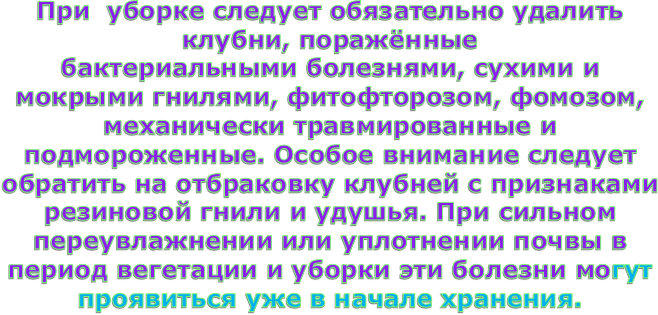 При  уборке следует обязательно удалить
клубни, поражённые
бактериальными болезнями, сухими и
мокрыми гнилями, фитофторозом, фомозом,
механически травмированные и
подмороженные. Особое внимание следует
обратить на отбраковку клубней с признаками
резиновой гнили и удушья. При сильном
переувлажнении или уплотнении почвы в
период вегетации и уборки эти болезни могут
проявиться уже в начале хранения.